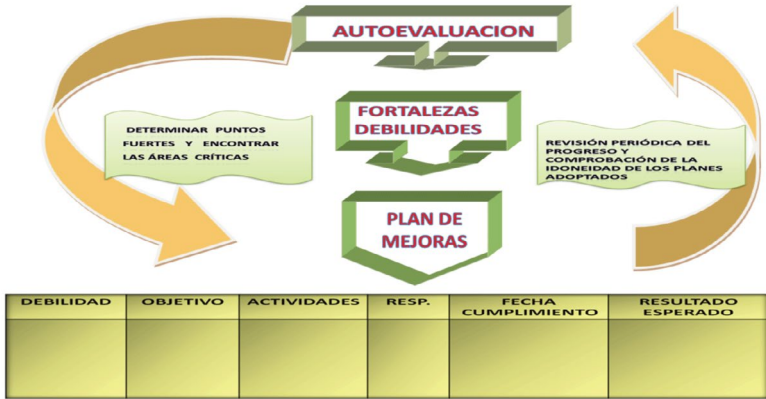 AUTOEVALUACION
FORTALEZAS
DEBILIDADES
DETERMINAR PUNTOS
FUERTES Y ENCONTRAR
LAS ÁREAS CRÍTICAS
REVISIÓN PERIÓDICA DEL
PROGRESO Y
COMPROBACIÓN DE LA
IDONEIDAD DE LOS PLANES
ADOPTADOS
PLAN DE
MEJORAS
DEBILIDAD OBJETIVO ACTIVIDADES RESP. FECHA RESULTADO
CUMPLIMIENTO ESPERADO